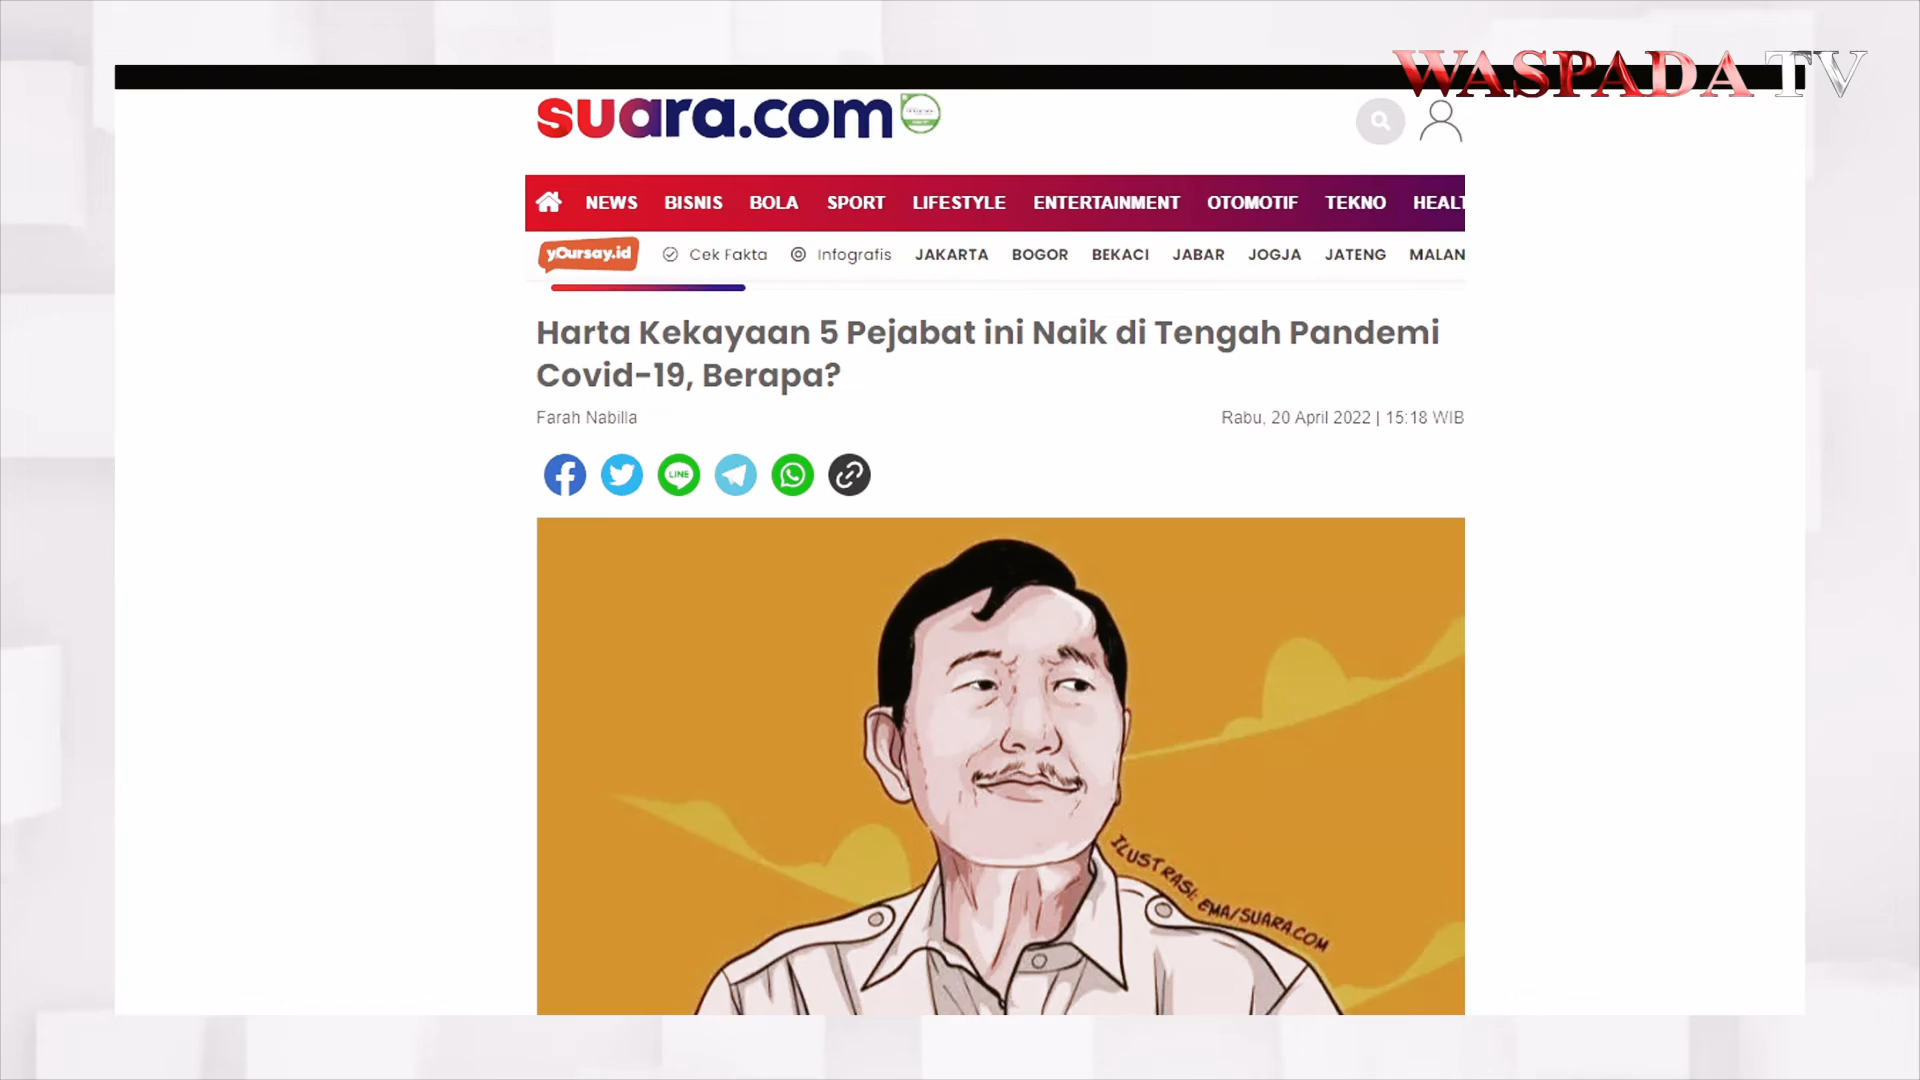 WASPADA TV
suara.com
NEWS BISNIS BOLA SPORT LIFESTYLE ENTERTAINMENT OTOMOTIF TEKNO HEALT
yOursay.id Cek Fakta Infografis JAKARTA BOGOR BEKACI JABAR JOGJA JATENG MALAN
Harta Kekayaan 5 Pejabat ini Naik di Tengah Pandemi
Covid-19, Berapa?
Farah Nabilla Rabu, 20 April 2022 | 15:18 WIB
LINE
ILUSTRASI: EMA/SUARA.COM